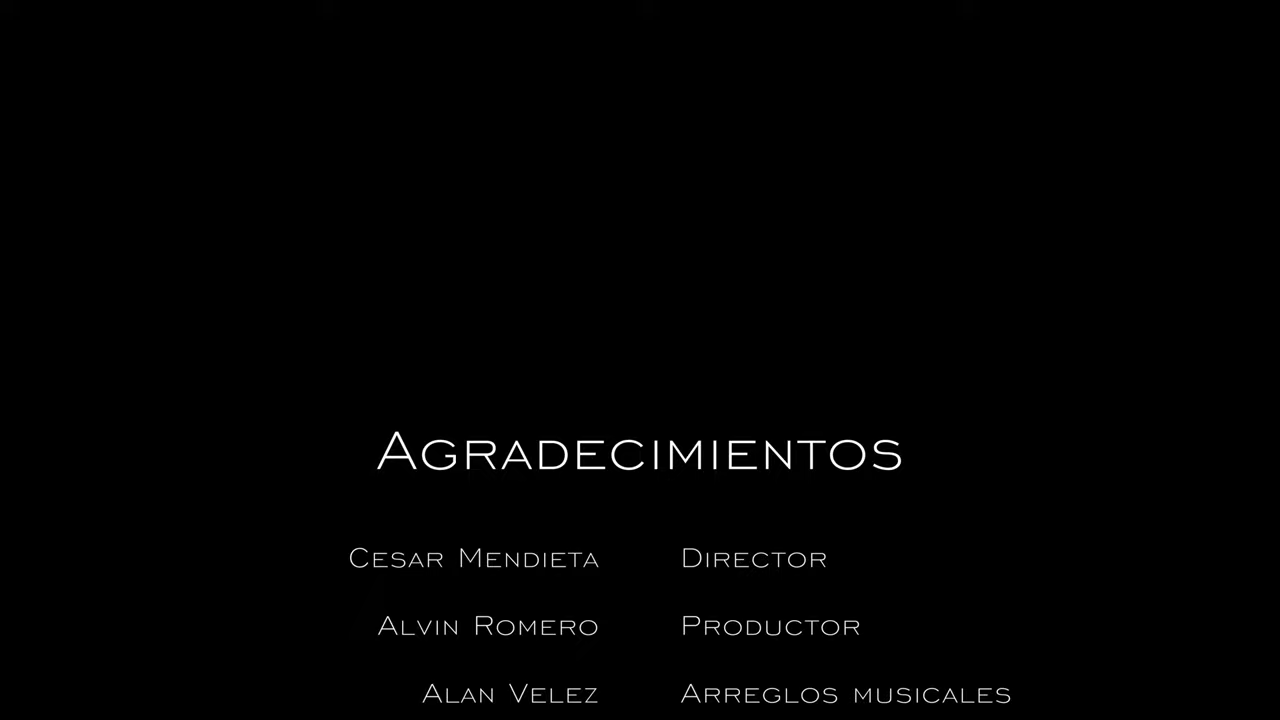 Agradecimientos
Cesar Mendieta Director
Alvin Romero Productor
Alan Velez Arreglos musicales